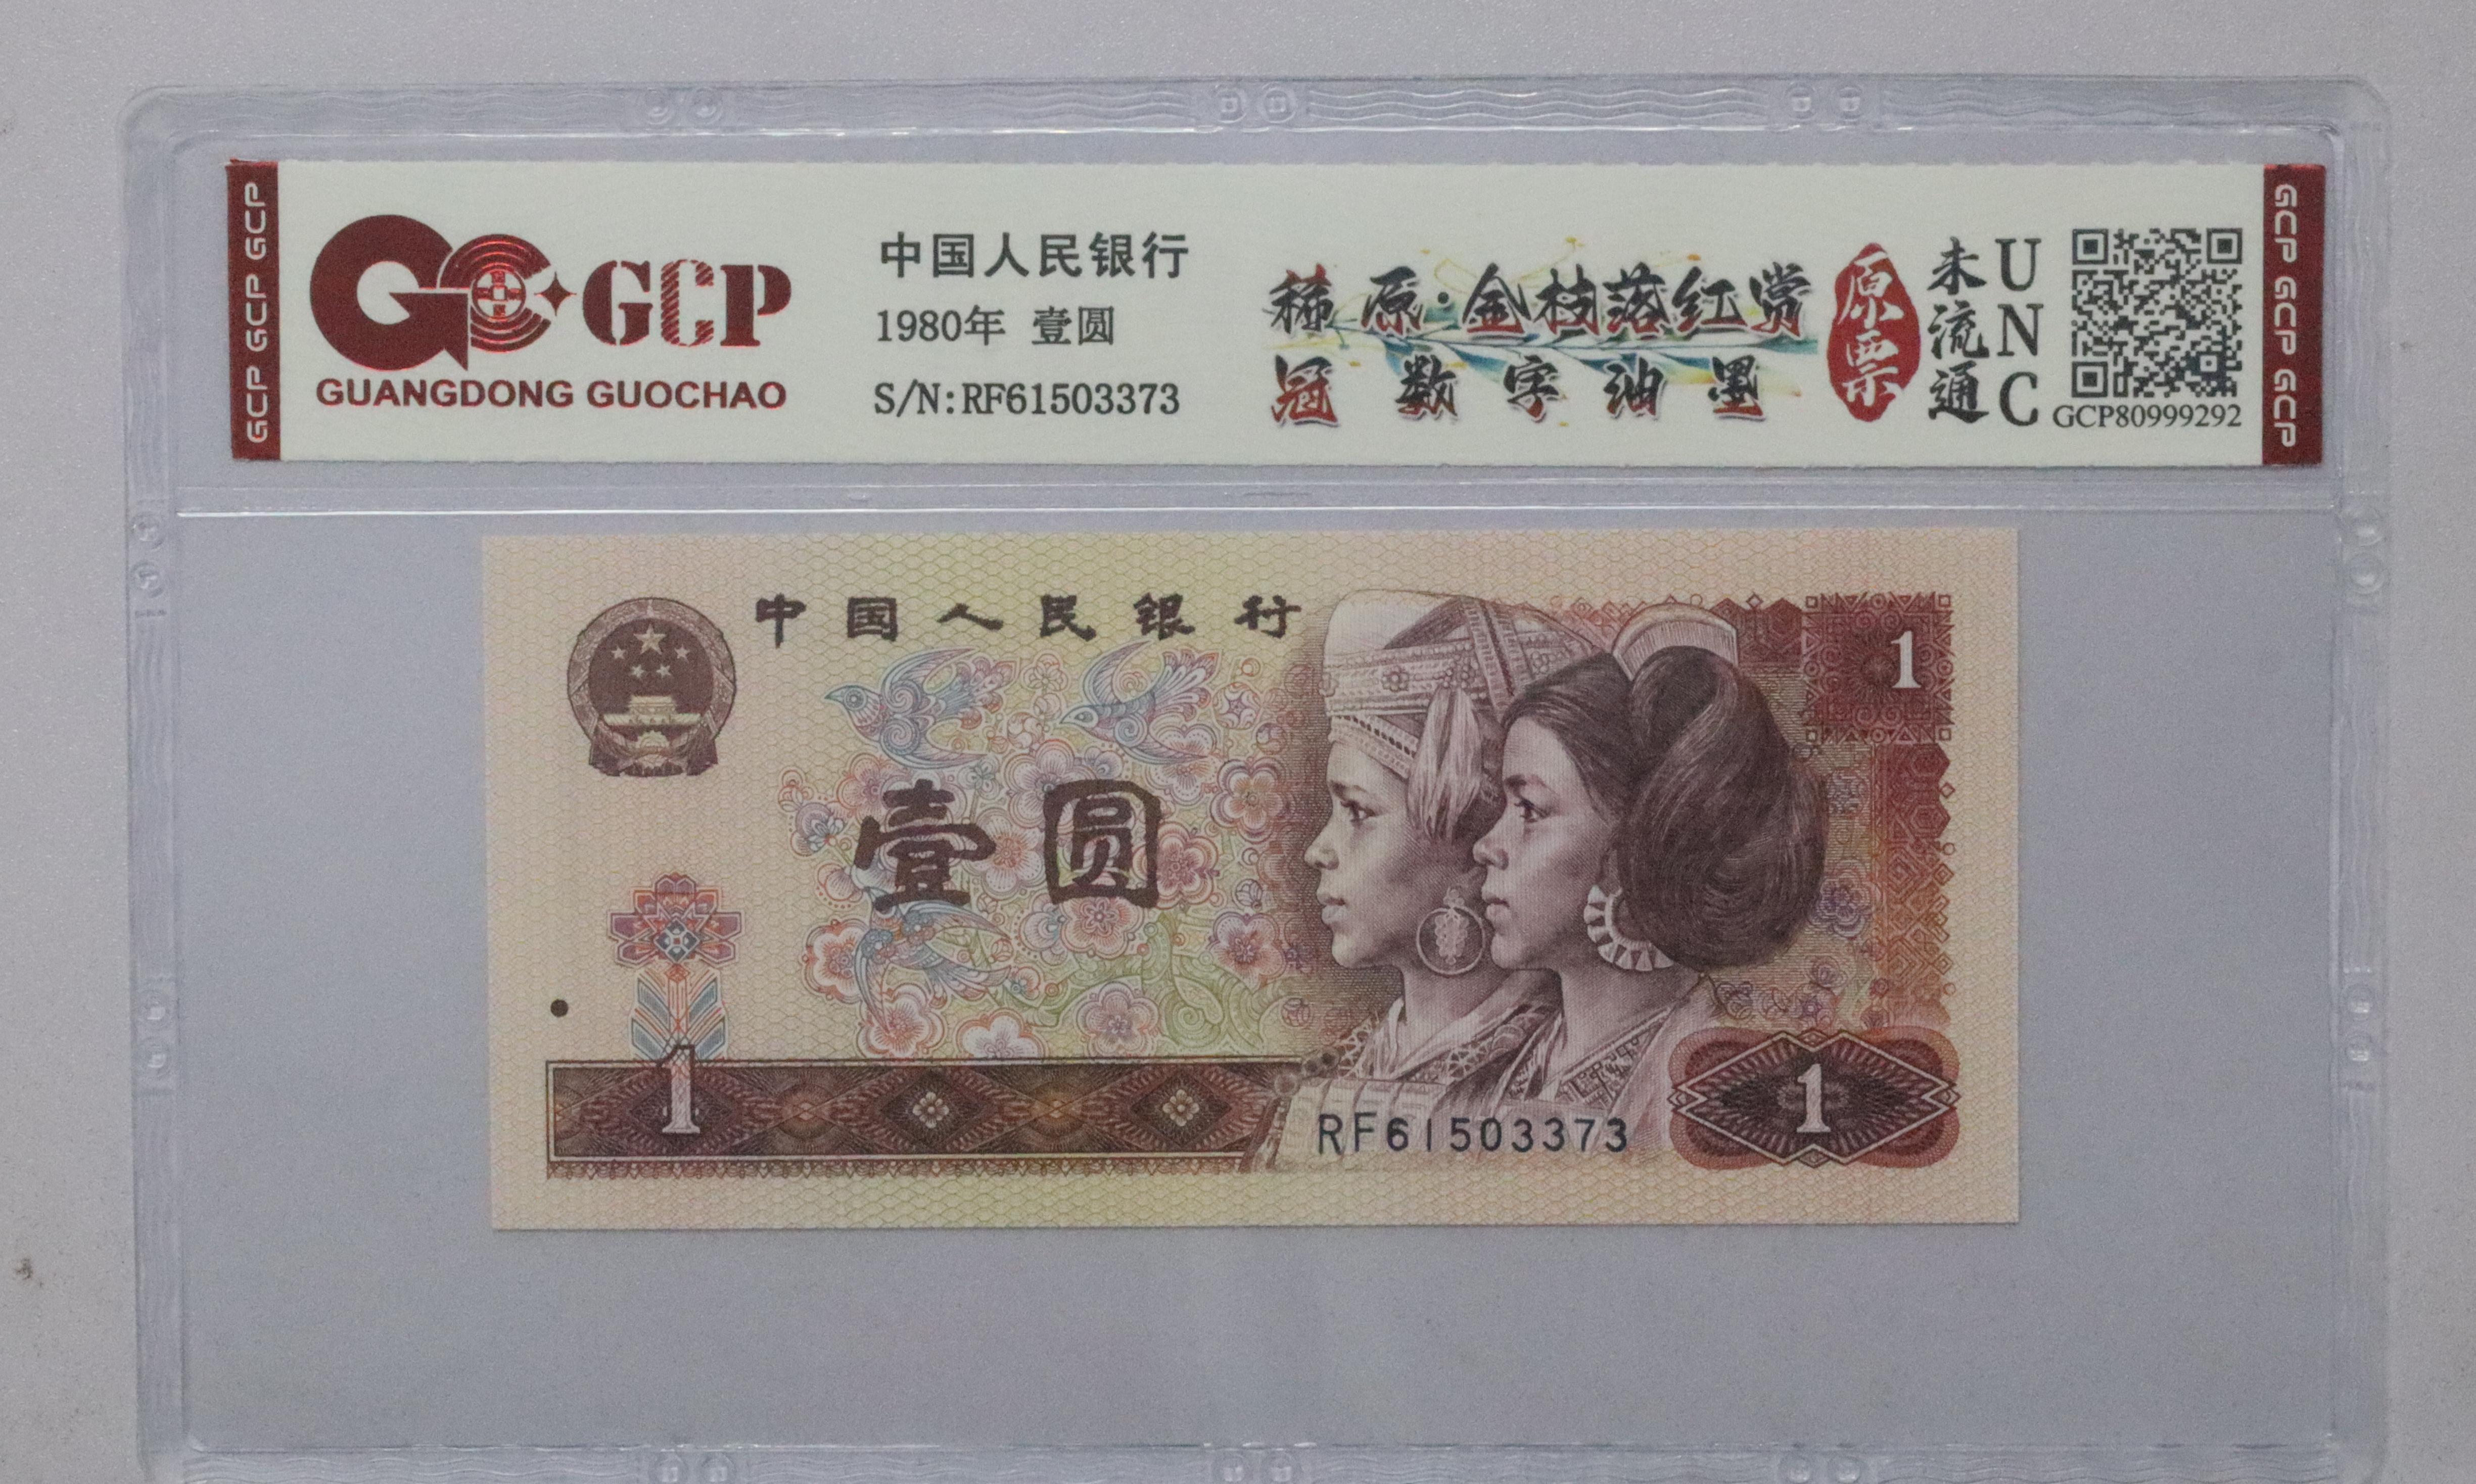 GCP GCP GCP
GCP
GUANGDONG GUOCHAO
中国人民银行
1980年 壹圆
S/N:RF61503373
稀原·金枝落红赏
冠数字油墨
原票
未流通
UNC
GCP80999292
GCP GCP GCP
中国人民银行
1
壹圆
1
1
RF61503373